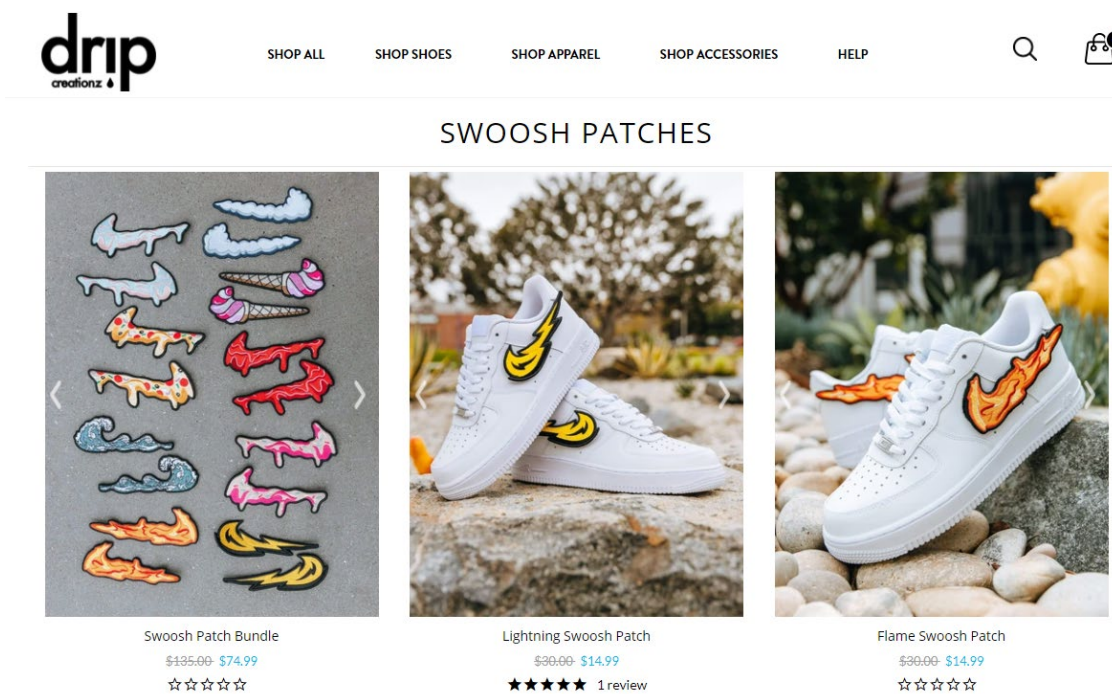 drip
creationz
SHOP ALL SHOP SHOES SHOP APPAREL SHOP ACCESSORIES HELP
SWOOSH PATCHES
Swoosh Patch Bundle
$135.00 $74.99
Lightning Swoosh Patch
$30.00 $14.99
1 review
Flame Swoosh Patch
$30.00 $14.99